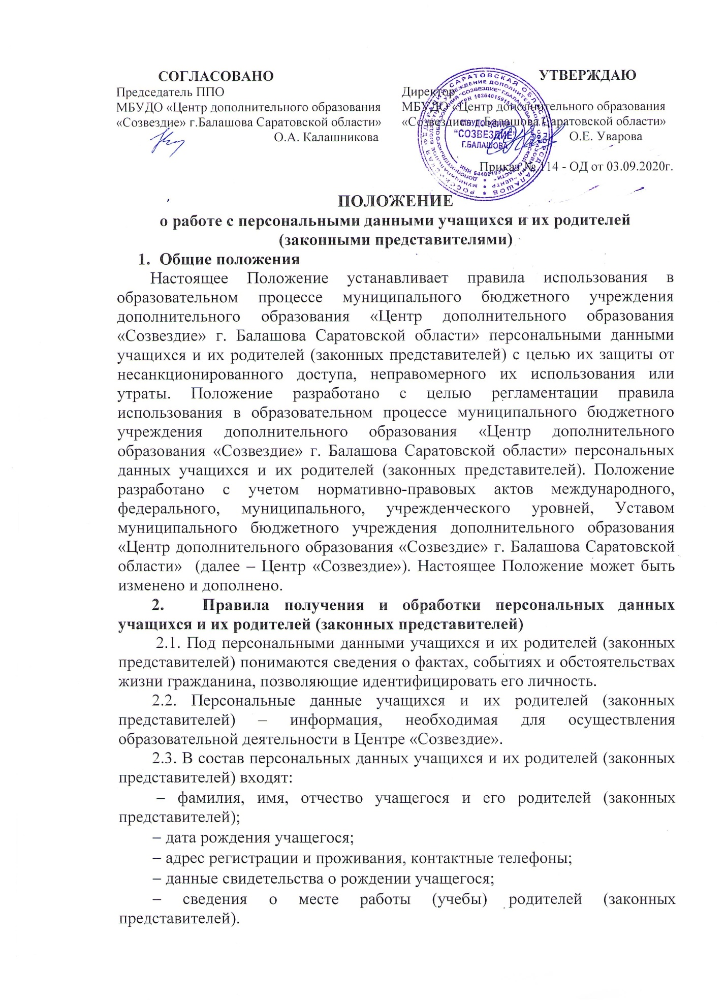 СОГЛАСОВАНО
Председатель ППО
МБУДО «Центр дополнительного образования
«Созвездие» г.Балашова Саратовской области»
О.А. Калашникова
УТВЕРЖДАЮ
Директор
МБУДО «Центр дополнительного образования
«Созвездие» г.Балашова Саратовской области»
О.Е. Уварова
Приказ № 114 - ОД от 03.09.2020г.
МБУДО ЦЕНТР
"СОЗВЕЗДИЕ"
Г.БАЛАШОВА
ПОЛОЖЕНИЕ
о работе с персональными данными учащихся и их родителей
(законными представителями)
1. Общие положения
Настоящее Положение устанавливает правила использования в
образовательном процессе муниципального бюджетного учреждения
дополнительного образования «Центр дополнительного образования
«Созвездие» г. Балашова Саратовской области» персональными данными
учащихся и их родителей (законных представителей) с целью их защиты от
несанкционированного доступа, неправомерного их использования или
утраты. Положение разработано с целью регламентации правила
использования в образовательном процессе муниципального бюджетного
учреждения дополнительного образования «Центр дополнительного
образования «Созвездие» г. Балашова Саратовской области» персональных
данных учащихся и их родителей (законных представителей). Положение
разработано с учетом нормативно-правовых актов международного,
федерального, муниципального, учрежденческого уровней, Уставом
муниципального бюджетного учреждения дополнительного образования
«Центр дополнительного образования «Созвездие» г. Балашова Саратовской
области» (далее – Центр «Созвездие»). Настоящее Положение может быть
изменено и дополнено.
2. Правила получения и обработки персональных данных
учащихся и их родителей (законных представителей)
2.1. Под персональными данными учащихся и их родителей (законных
представителей) понимаются сведения о фактах, событиях и обстоятельствах
жизни гражданина, позволяющие идентифицировать его личность.
2.2. Персональные данные учащихся и их родителей (законных
представителей) – информация, необходимая для осуществления
образовательной деятельности в Центре «Созвездие».
2.3. В состав персональных данных учащихся и их родителей (законных
представителей) входят:
– фамилия, имя, отчество учащегося и его родителей (законных
представителей);
– дата рождения учащегося;
– адрес регистрации и проживания, контактные телефоны;
– данные свидетельства о рождении учащегося;
– сведения о месте работы (учебы) родителей (законных
представителей).